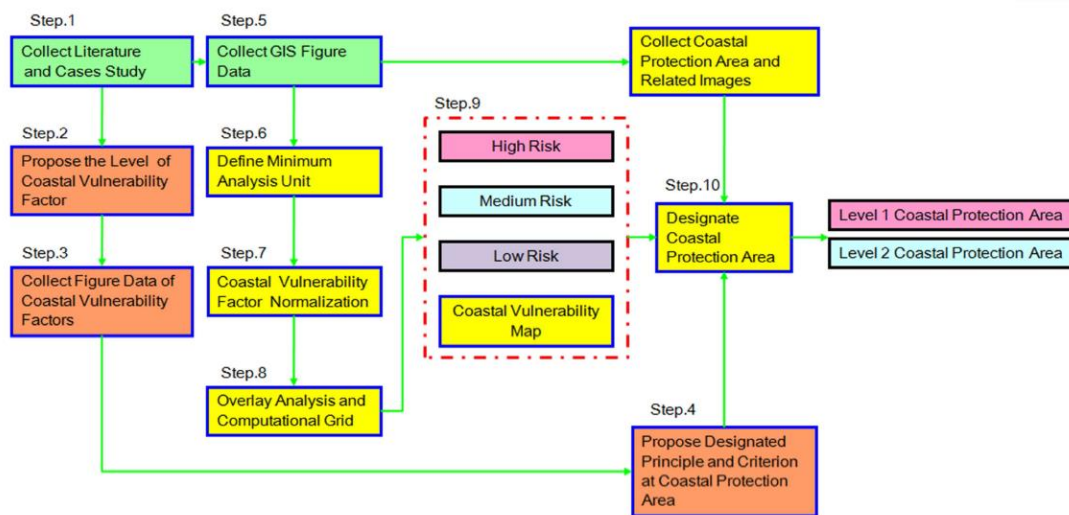 Step.1
Collect Literature
and Cases Study
Step.2
Propose the Level of
Coastal Vulnerability
Factor
Step.3
Collect Figure Data of
Coastal Vulnerability
Factors
Step.5
Collect GIS Figure
Data
Step.6
Define Minimum
Analysis Unit
Step.7
Coastal Vulnerability
Factor Normalization
Step.8
Overlay Analysis and
Computational Grid
Step.9
High Risk
Medium Risk
Low Risk
Coastal Vulnerability
Map
Collect Coastal
Protection Area and
Related Images
Step.10
Designate
Coastal
Protection Area
Step.4
Propose Designated
Principle and Criterion
at Coastal Protection
Area
Level 1 Coastal Protection Area
Level 2 Coastal Protection Area